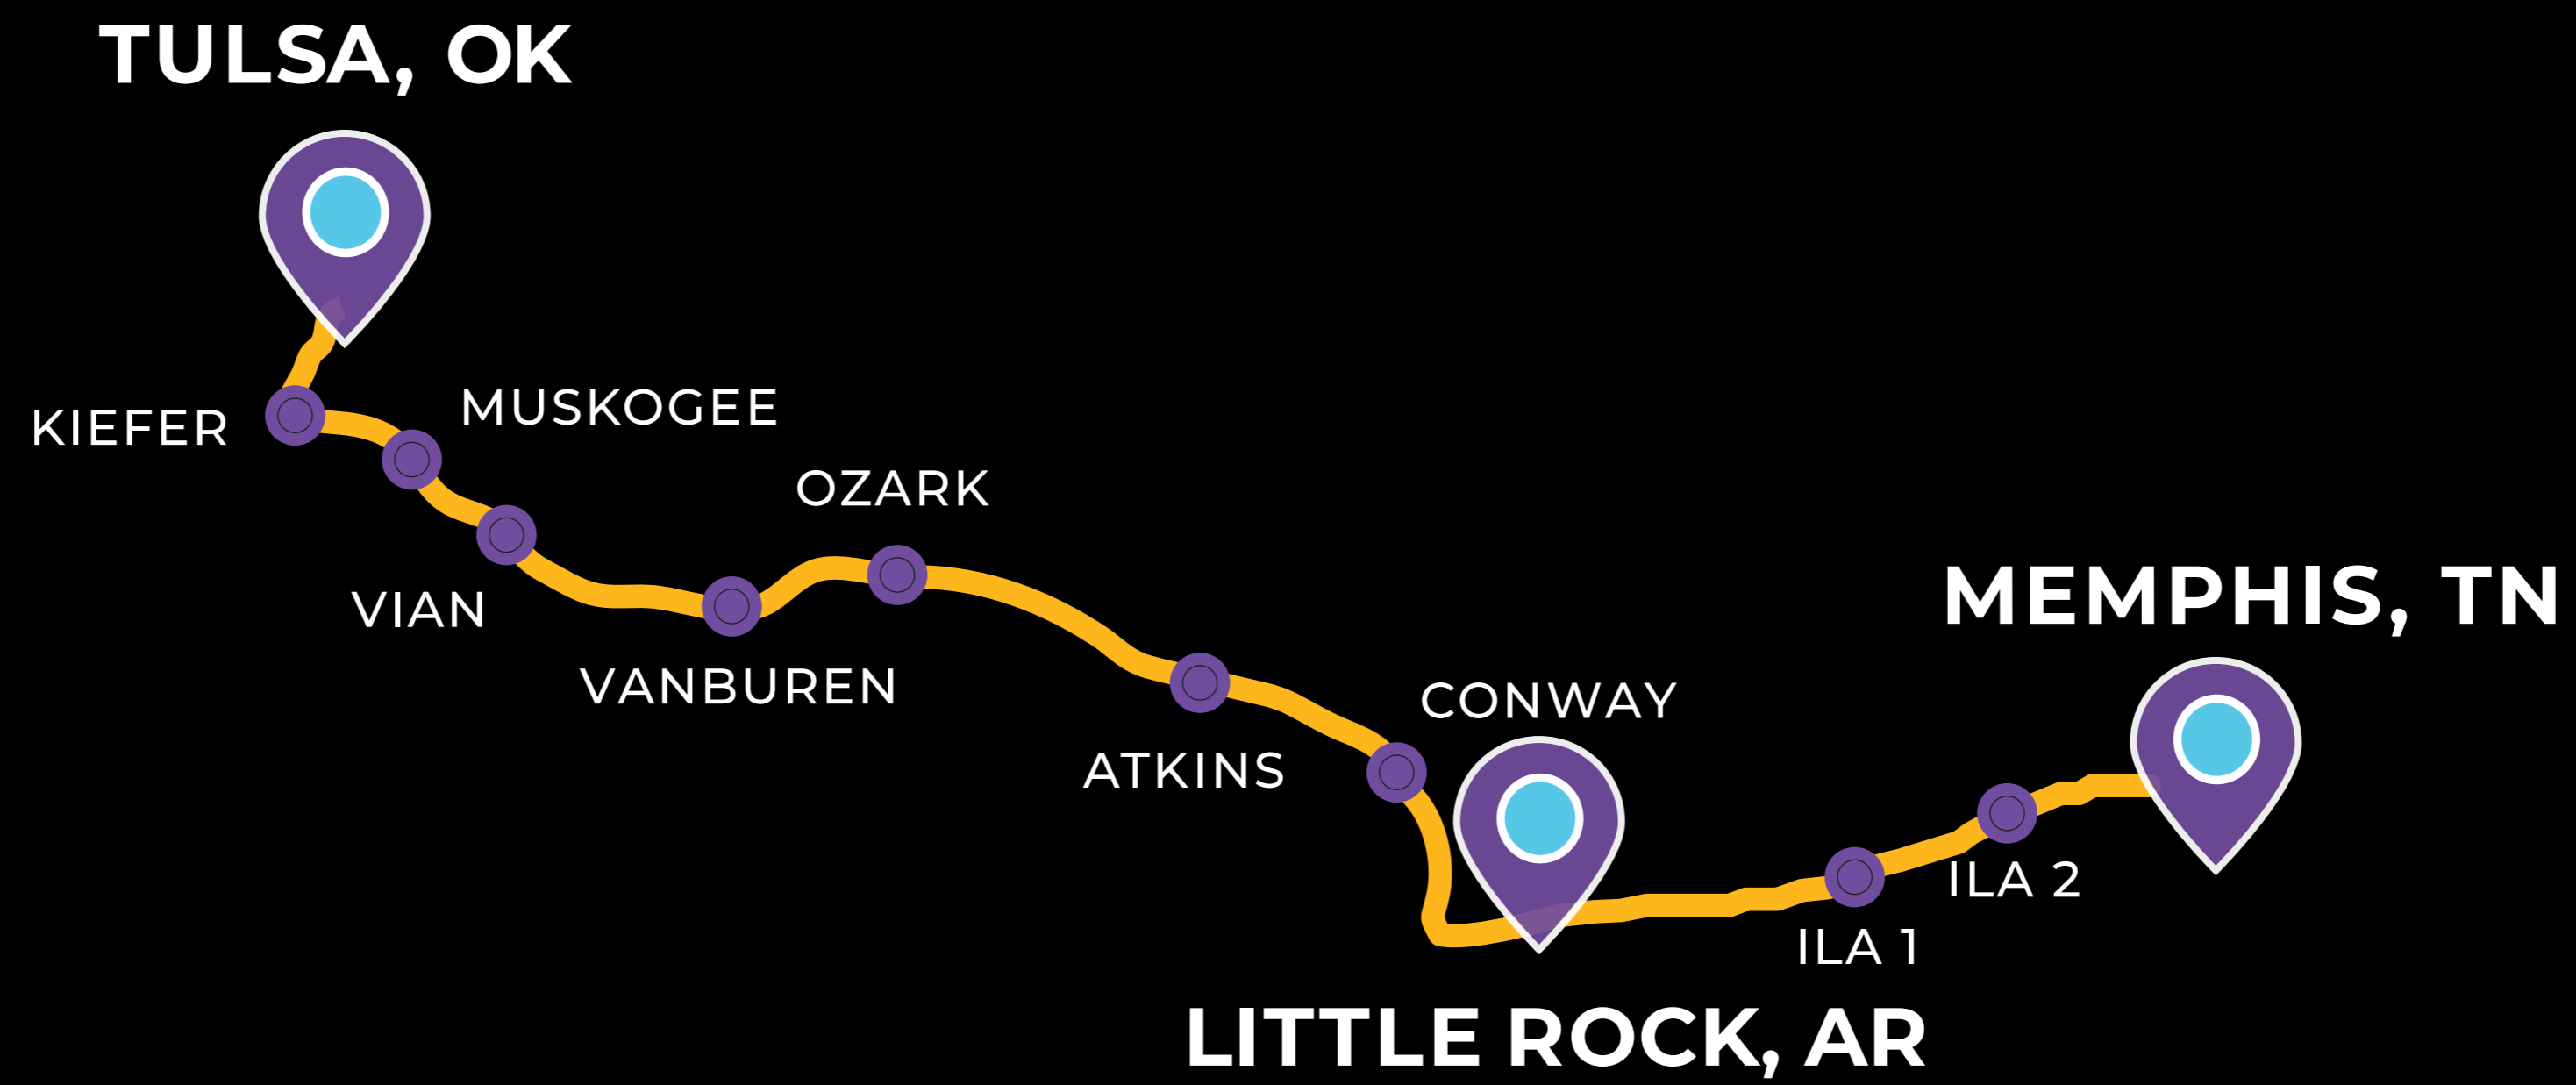 TULSA, OK
KIEFER
MUSKOGEE
VIAN
VANBUREN
OZARK
ATKINS
CONWAY
LITTLE ROCK, AR
ILA 1
ILA 2
MEMPHIS, TN